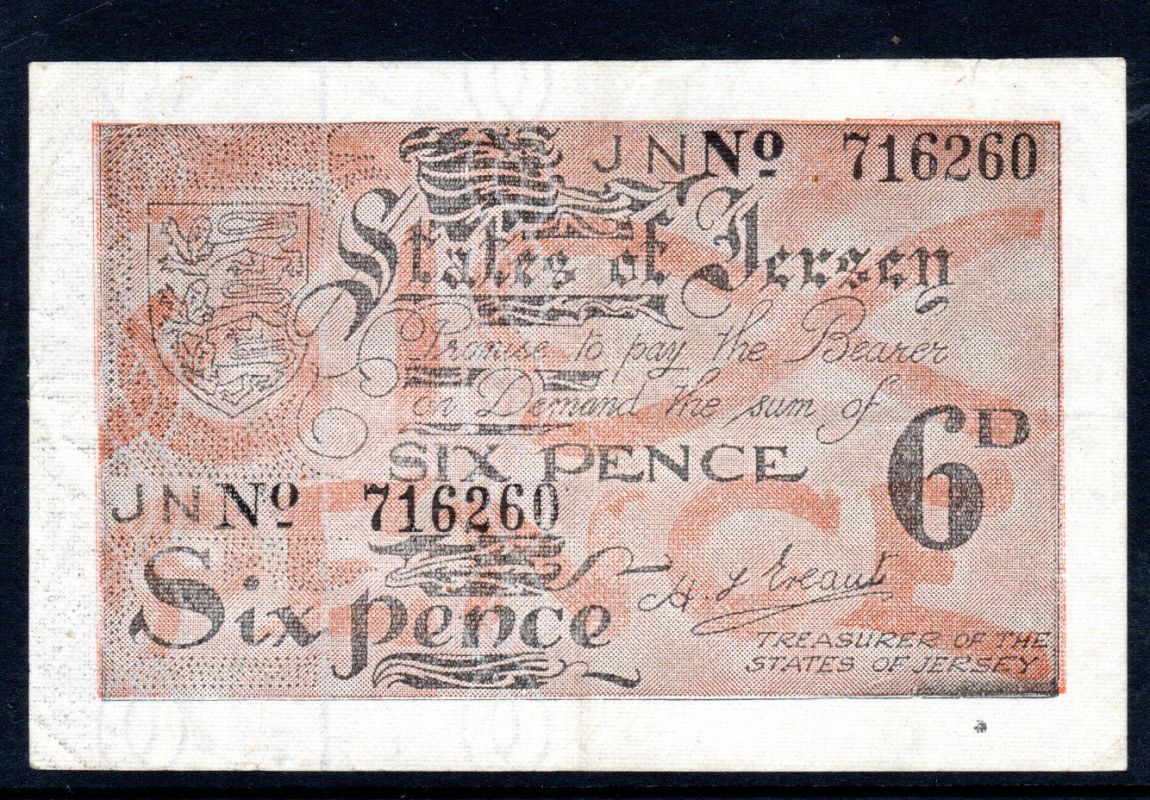 JN No 716260
States of Jersey
Promise to pay the Bearer
on Demand the sum of
SIX PENCE
6D
JN No 716260
Six pence
H. F. Ereaut
TREASURER OF THE
STATES OF JERSEY